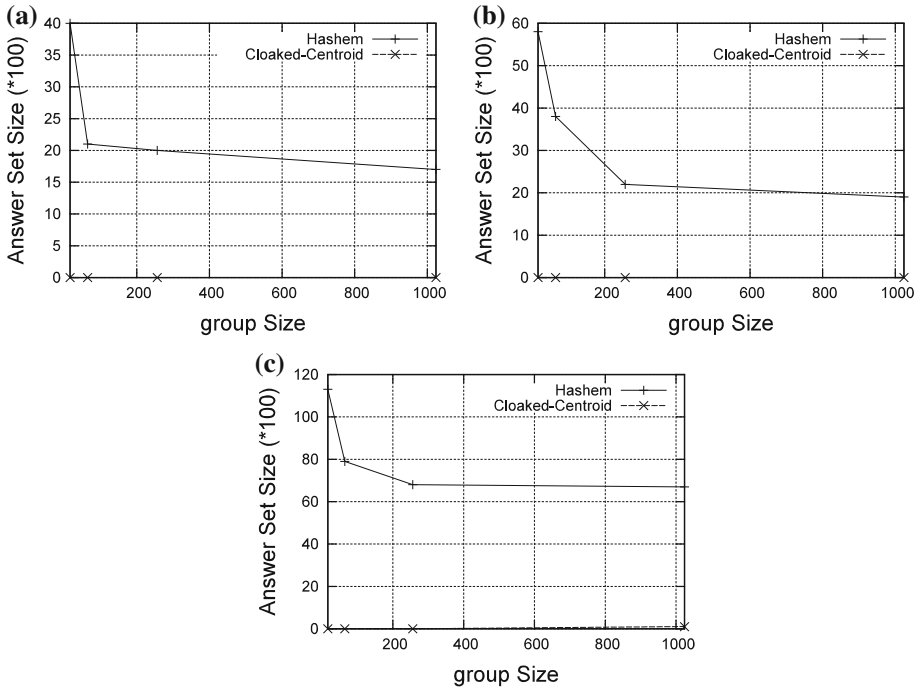 (a)
Answer Set Size (*100)
40
35
30
25
20
15
10
5
0
Hashem
Cloaked-Centroid
200 400 600 800 1000
group Size
(b)
Answer Set Size (*100)
60
50
40
30
20
10
0
Hashem
Cloaked-Centroid
200 400 600 800 1000
group Size
(c)
Answer Set Size (*100)
120
100
80
60
40
20
0
Hashem
Cloaked-Centroid
200 400 600 800 1000
group Size